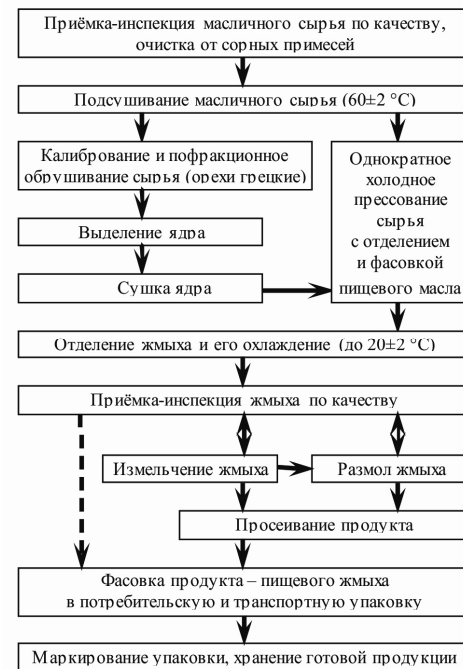 Приёмка-инспекция масличного сырья по качеству,
очистка от сорных примесей
Подсушивание масличного сырья (60±2 °С)
Калиброванию и пофракционное
обрушивание сырья (орехи грецкие)
Выделение ядра
Сушка ядра
Однократное
холодное
прессование
сырья
с отделением
и фасовкой
пищевого масла
Отделение жмыха и его охлаждение (до 20±2 °С)
Приёмка-инспекция жмыха по качеству
Измельчение жмыха
Размол жмыха
Просеивание продукта
Фасовка продукта – пищевого жмыха
в потребительскую и транспортную упаковку
Маркирование упаковки, хранение готовой продукции